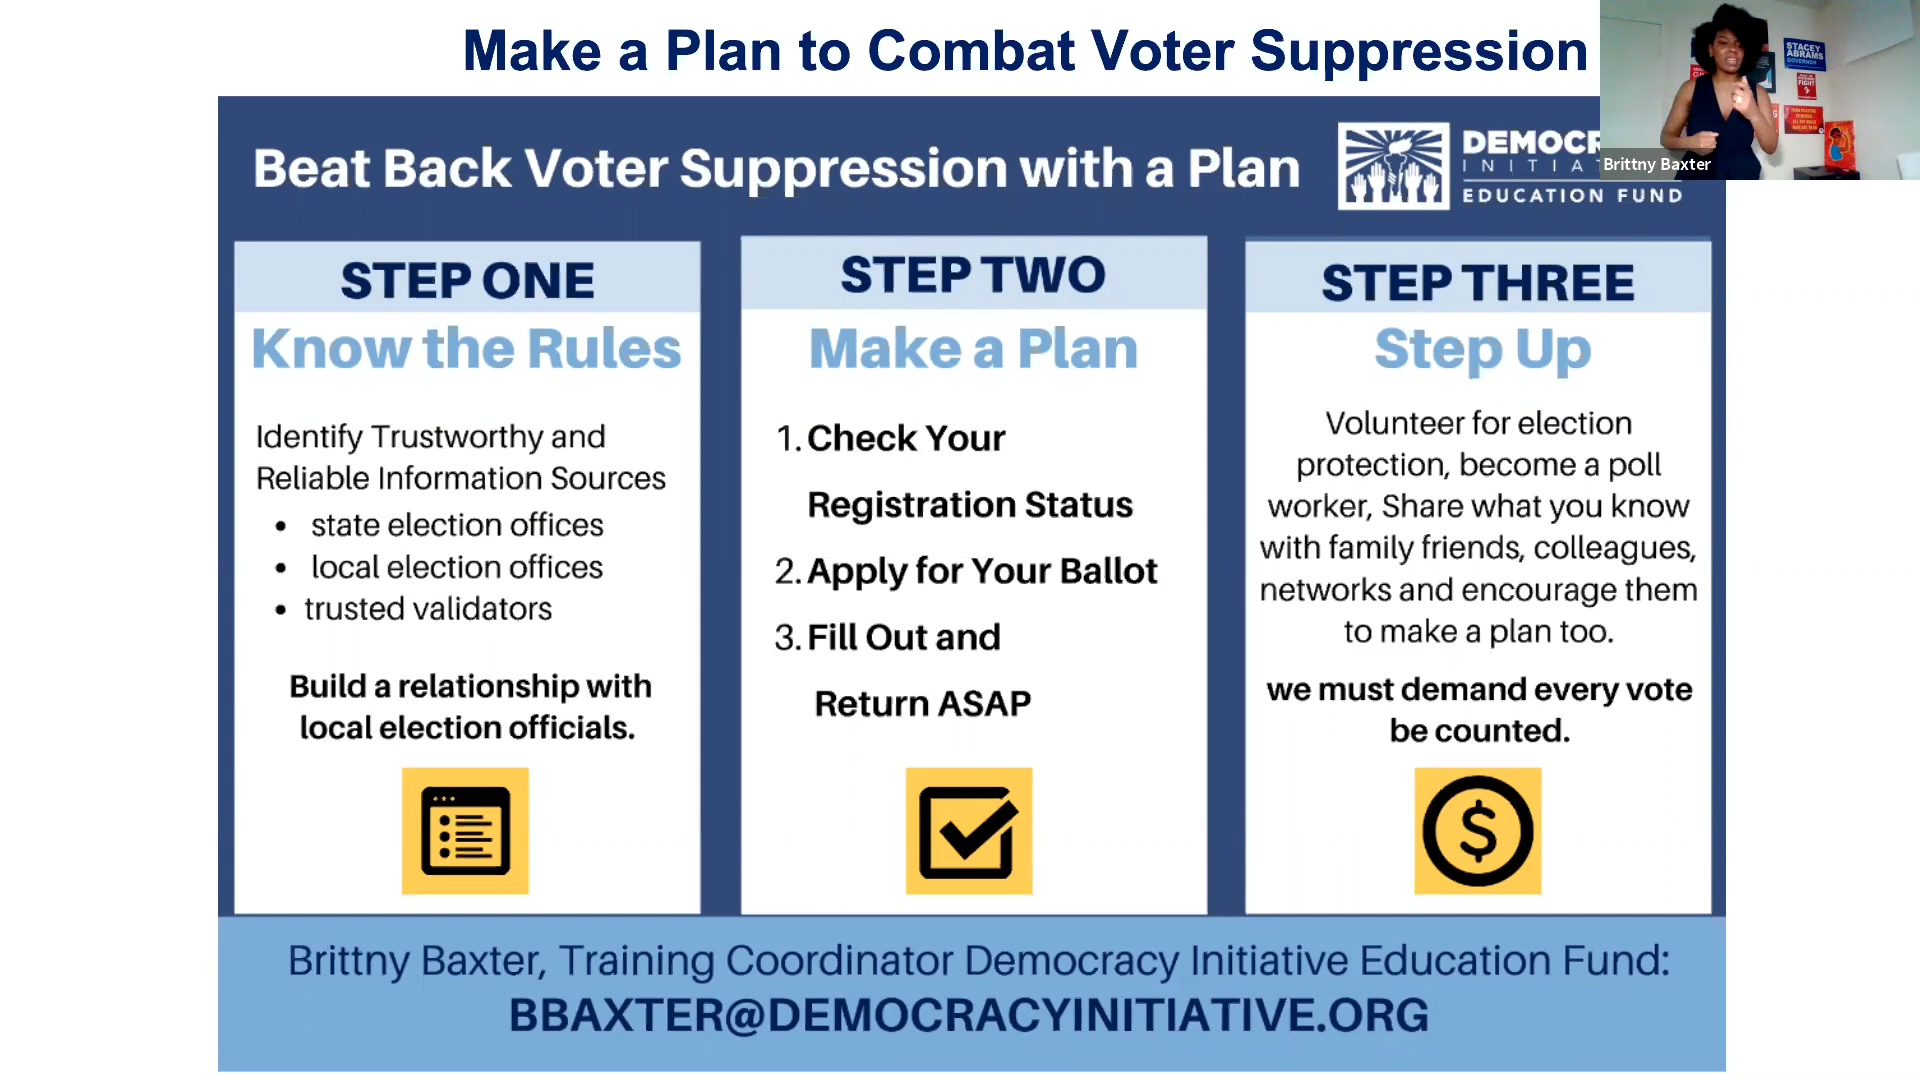 Make a Plan to Combat Voter Suppression
Beat Back Voter Suppression with a Plan
EDUCATION FUND
STACEY
ABRAMS
GOVERNOR
FIGHT
Brittny Baxter
STEP ONE
Know the Rules
Identify Trustworthy and
Reliable Information Sources
• state election offices
• local election offices
• trusted validators
Build a relationship with
local election officials.
STEP TWO
Make a Plan
1. Check Your
Registration Status
2. Apply for Your Ballot
3. Fill Out and
Return ASAP
STEP THREE
Step Up
Volunteer for election
protection, become a poll
worker, Share what you know
with family friends, colleagues,
networks and encourage them
to make a plan too.
we must demand every vote
be counted.
$
Brittny Baxter, Training Coordinator Democracy Initiative Education Fund:
BBAXTER@DEMOCRACYINITIATIVE.ORG